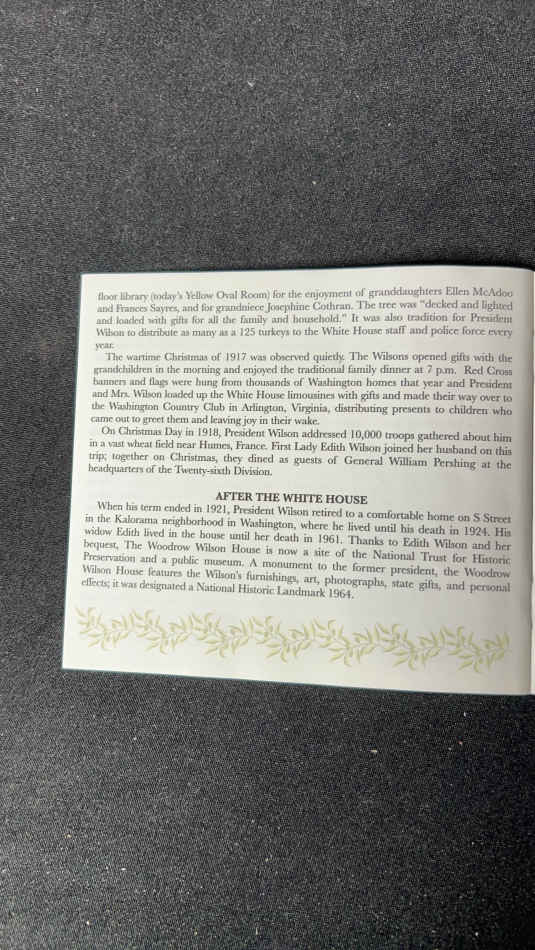 floor library (today's Yellow Oval Room) for the enjoyment of granddaughters Ellen McAdoo
and Frances Sayres, and for grandniece Josephine Cothran. The tree was "decked and lighted
and loaded with gifts for all the family and household." It was also tradition for President
Wilson to distribute as many as a 125 turkeys to the White House staff and police force every
year.
The wartime Christmas of 1917 was observed quietly. The Wilsons opened gifts with the
grandchildren in the morning and enjoyed the traditional family dinner at 7 p.m. Red Cross
banners and flags were hung from thousands of Washington homes that year and President
and Mrs. Wilson loaded up the White House limousines with gifts and made their way over to
the Washington Country Club in Arlington, Virginia, distributing presents to children who
came out to greet them and leaving joy in their wake.
On Christmas Day in 1918, President Wilson addressed 10,000 troops gathered about him
in a vast wheat field near Humes, France. First Lady Edith Wilson joined her husband on this
trip; together on Christmas, they dined as guests of General William Pershing at the
headquarters of the Twenty-sixth Division.
AFTER THE WHITE HOUSE
When his term ended in 1921, President Wilson retired to a comfortable home on S Street
in the Kalorama neighborhood in Washington, where he lived until his death in 1924. His
widow Edith lived in the house until her death in 1961. Thanks to Edith Wilson and her
bequest, The Woodrow Wilson House is now a site of the National Trust for Historic
Preservation and a public museum. A monument to the former president, the Woodrow
Wilson House features the Wilson's furnishings, art, photographs, state gifts, and personal
effects; it was designated a National Historic Landmark 1964.